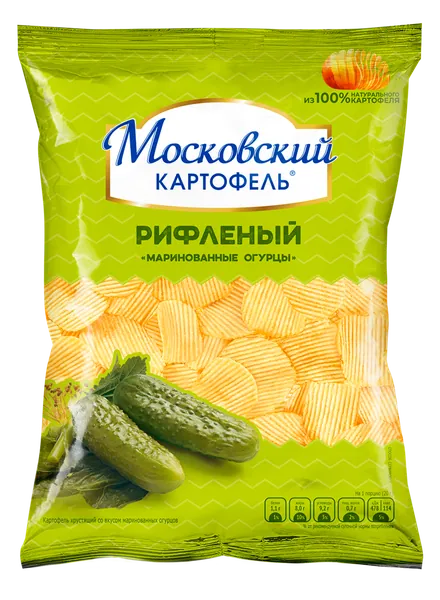 ИЗ 100% НАТУРАЛЬНОГО
КАРТОФЕЛЯ
Московский
КАРТОФЕЛЬ®
РИФЛЕНЫЙ
«МАРИНОВАННЫЕ ОГУРЦЫ»
Картофель хрустящий со вкусом маринованных огурцов